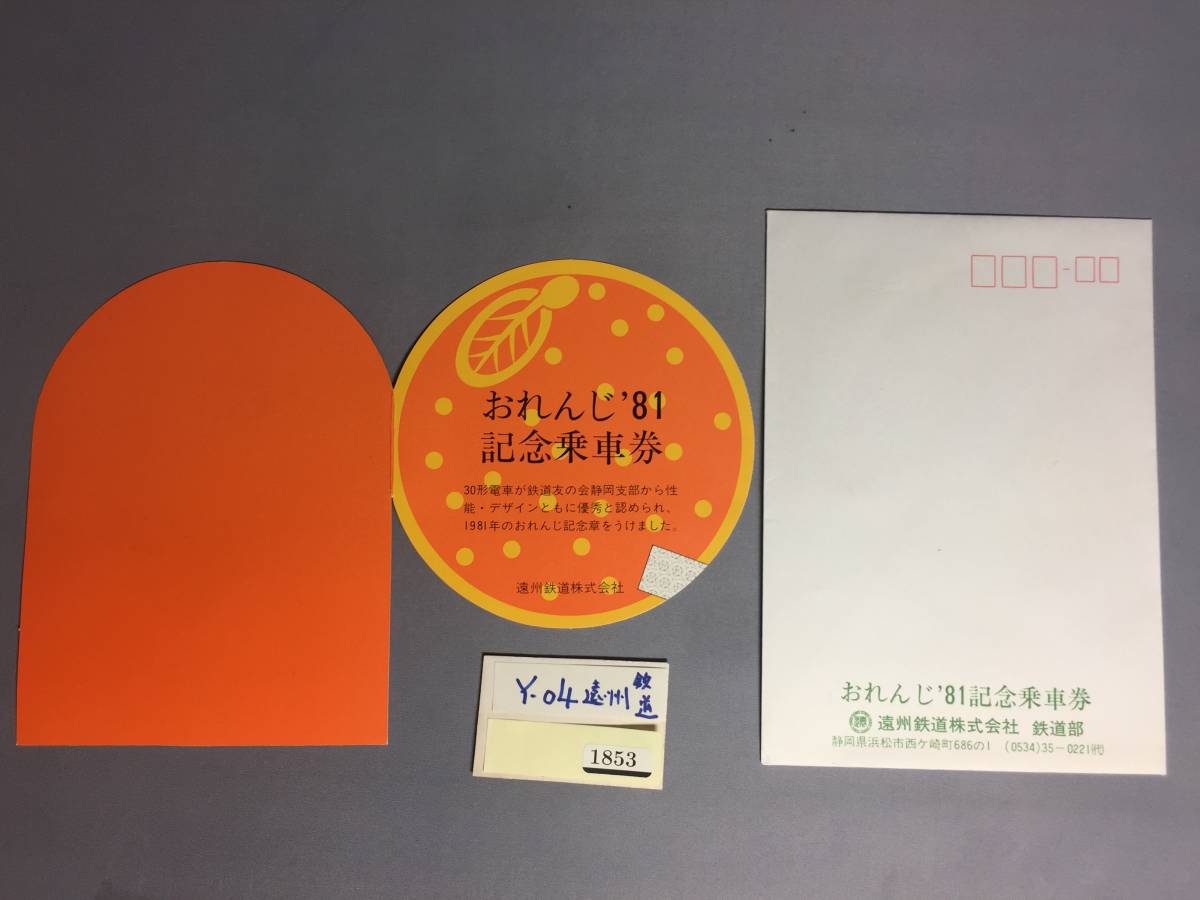 おれんじ'81
記念乗車券
30形電車が鉄道友の会静岡支部から性
能・デザインともに優秀と認められ、
1981年のおれんじ記念章をうけました。
遠州鉄道株式会社
Y-04遠州鉄道
1853
おれんじ'81記念乗車券
遠州鉄道株式会社 鉄道部
静岡県浜松市西ケ崎町686の1 (0534)35-0221㈹